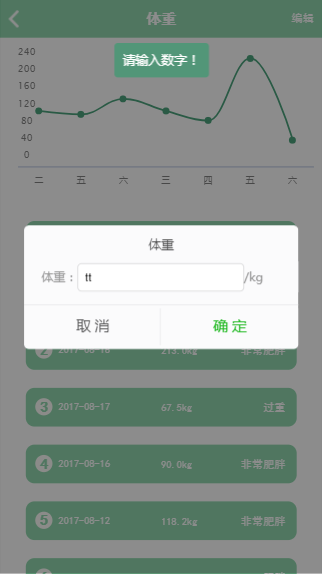 体重
编辑
请输入数字！
240
200
160
120
80
40
0
二 五 六 三 四 五 六
体重
体重：tt/kg
取消 确定
2 2017-08-18 213.0kg 非常肥胖
3 2017-08-17 67.5kg 过重
4 2017-08-16 90.0kg 非常肥胖
5 2017-08-12 118.2kg 非常肥胖